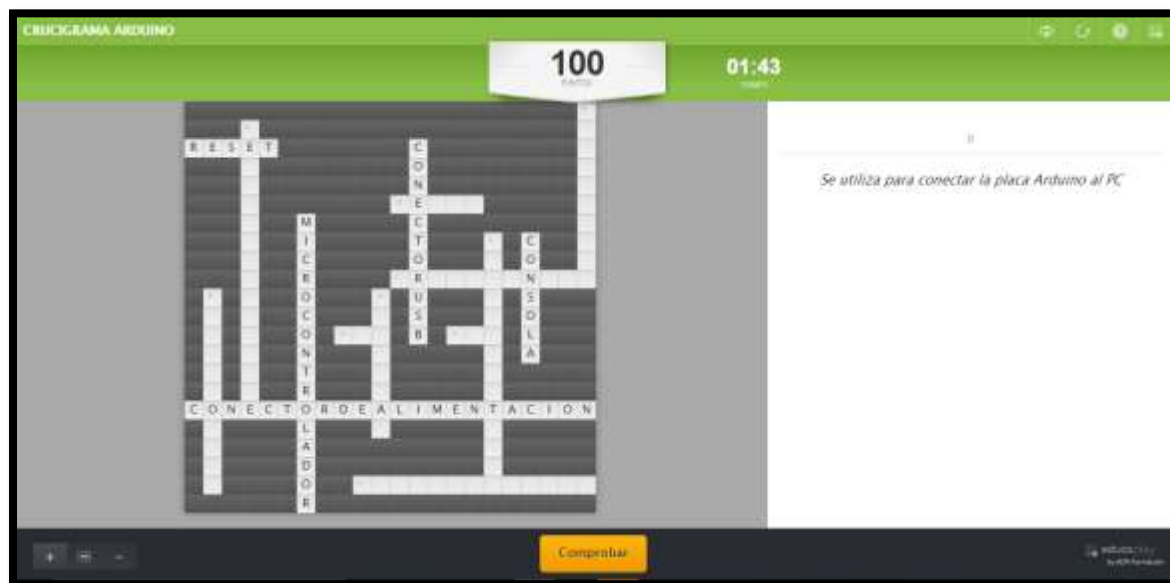 CRUCIGRAMA ARDUINO
100
01:43
Se utiliza para conectar la placa Arduino al PC
RESET
CONECTORUSB
MICROCONTROLADOR
CONSOLA
CONECTORDEALIMENTACION
Comprobar